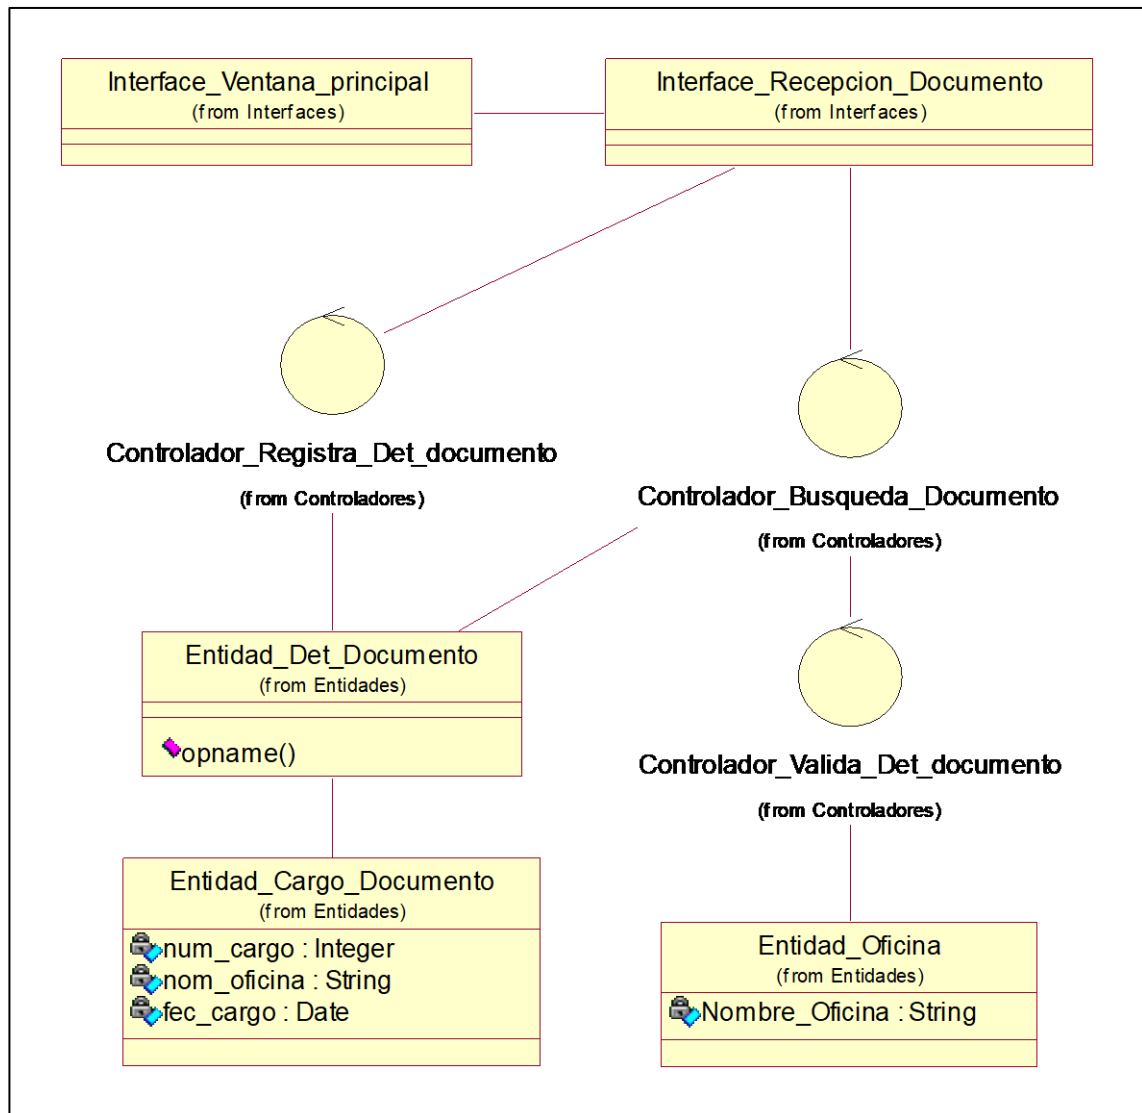 Interface_Ventana_principal
(from Interfaces)
Interface_Recepcion_Documento
(from Interfaces)
Controlador_Registra_Det_documento
(from Controladores)
Controlador_Busqueda_Documento
(from Controladores)
Entidad_Det_Documento
(from Entidades)
opname()
Controlador_Valida_Det_documento
(from Controladores)
Entidad_Cargo_Documento
(from Entidades)
num_cargo : Integer
nom_oficina : String
fec_cargo : Date
Entidad_Oficina
(from Entidades)
Nombre_Oficina : String